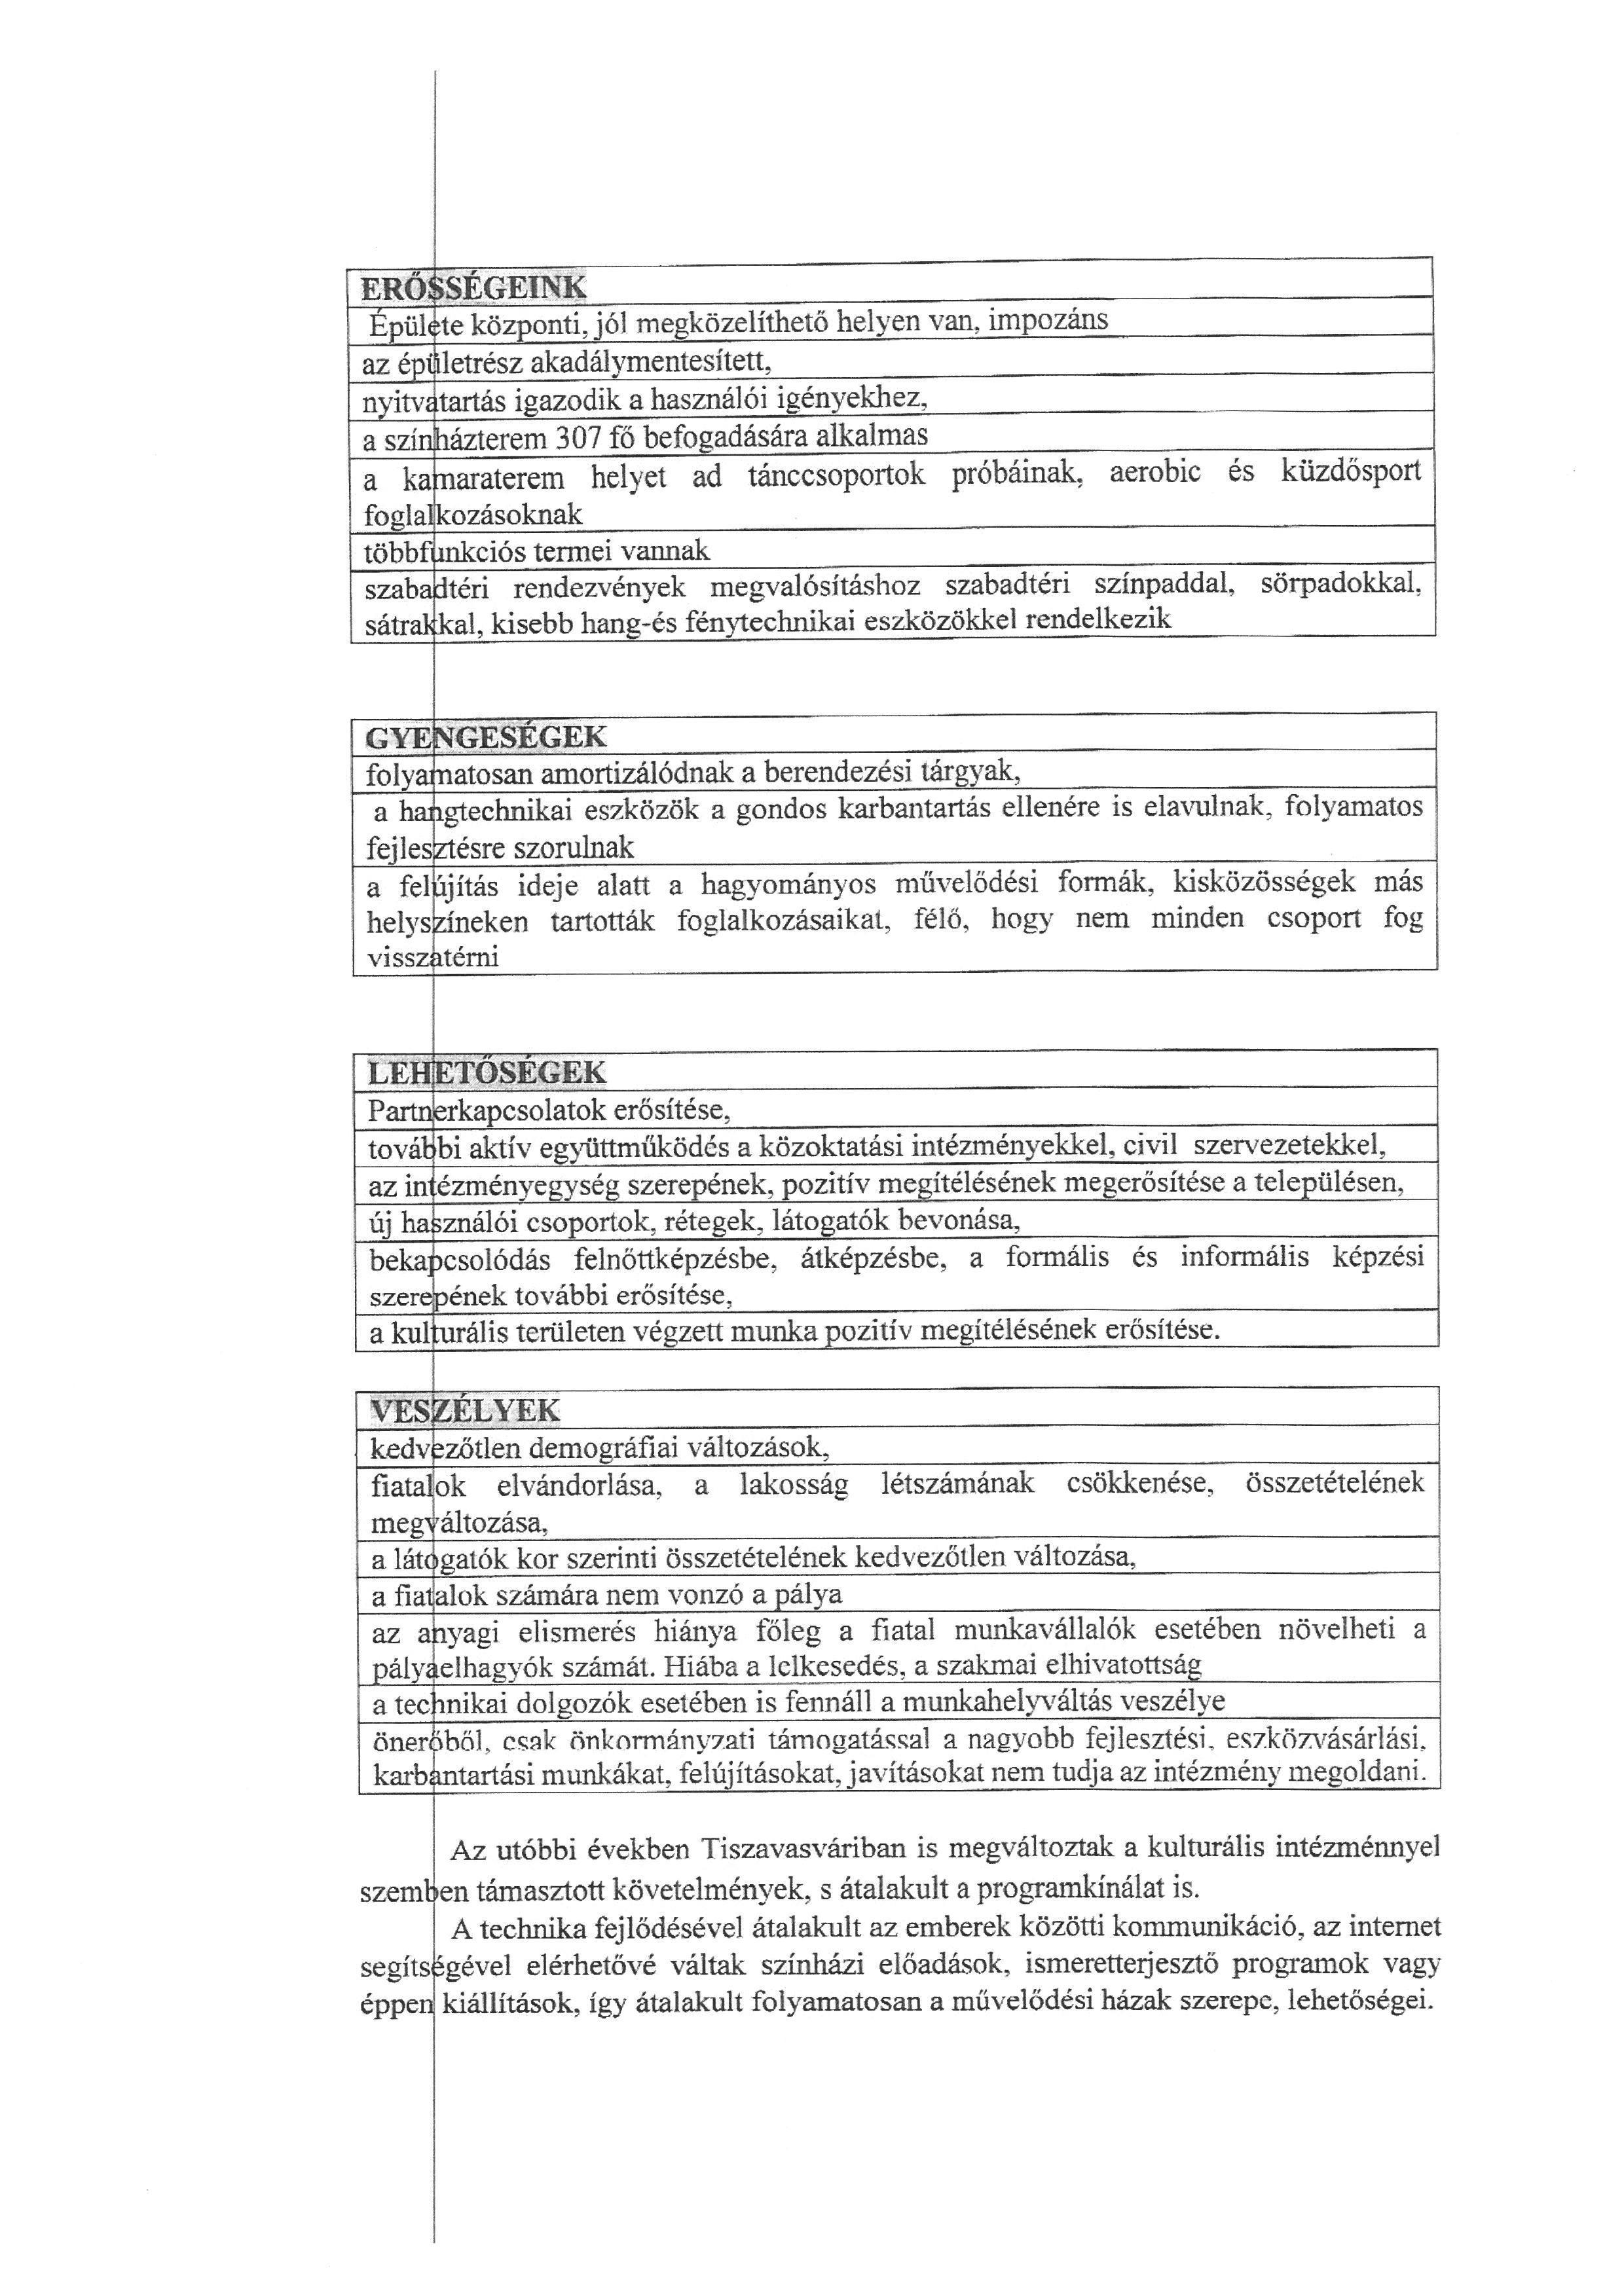 ERŐSSÉGEINK
Épülete központi, jól megközelíthető helyen van, impozáns
az épületrész akadálymentesített,
nyitvatartás igazodik a használói igényekhez,
a színházterem 307 fő befogadására alkalmas
a kamaraterem helyet ad tánccsoportok próbáinak, aerobic és küzdősport
foglalkozásoknak
többfunkciós termei vannak
szabadtéri rendezvények megvalósításhoz szabadtéri színpaddal, sörpadokkal,
sátrakkal, kisebb hang-és fénytechnikai eszközökkel rendelkezik
GYENGESÉGEK
folyamatosan amortizálódnak a berendezési tárgyak,
a hangtechnikai eszközök a gondos karbantartás ellenére is elavulnak, folyamatos
fejlesztésre szorulnak
a felújítás ideje alatt a hagyományos művelődési formák, kisközösségek más
helyszíneken tartották foglalkozásaikat, félő, hogy nem minden csoport fog
visszatérni
LEHETŐSÉGEK
Partnerkapcsolatok erősítése,
további aktív együttműködés a közoktatási intézményekkel, civil szervezetekkel,
az intézményegység szerepének, pozitív megítélésének megerősítése a településen,
új használói csoportok, rétegek, látogatók bevonása,
bekapcsolódás felnőttképzésbe, átképzésbe, a formális és informális képzési
szerepének további erősítése,
a kulturális területen végzett munka pozitív megítélésének erősítése.
VESZÉLYEK
kedvezőtlen demográfiai változások,
fiatalok elvándorlása, a lakosság létszámának csökkenése, összetételének
megváltozása,
a látogatók kor szerinti összetételének kedvezőtlen változása,
a fiatalok számára nem vonzó a pálya
az anyagi elismerés hiánya főleg a fiatal munkavállalók esetében növelheti a
pályaelhagyók számát. Hiába a lelkesedés, a szakmai elhivatottság
a technikai dolgozók esetében is fennáll a munkahelyváltás veszélye
önerőből, csak önkormányzati támogatással a nagyobb fejlesztési, eszközvásárlási,
karbantartási munkákat, felújításokat, javításokat nem tudja az intézmény megoldani.
Az utóbbi években Tiszavasváriban is megváltoztak a kulturális intézménnyel
szemben támasztott követelmények, s átalakult a programkínálat is.
A technika fejlődésével átalakult az emberek közötti kommunikáció, az internet
segítségével elérhetővé váltak színházi előadások, ismeretterjesztő programok vagy
éppen kiállítások, így átalakult folyamatosan a művelődési házak szerepe, lehetőségei.